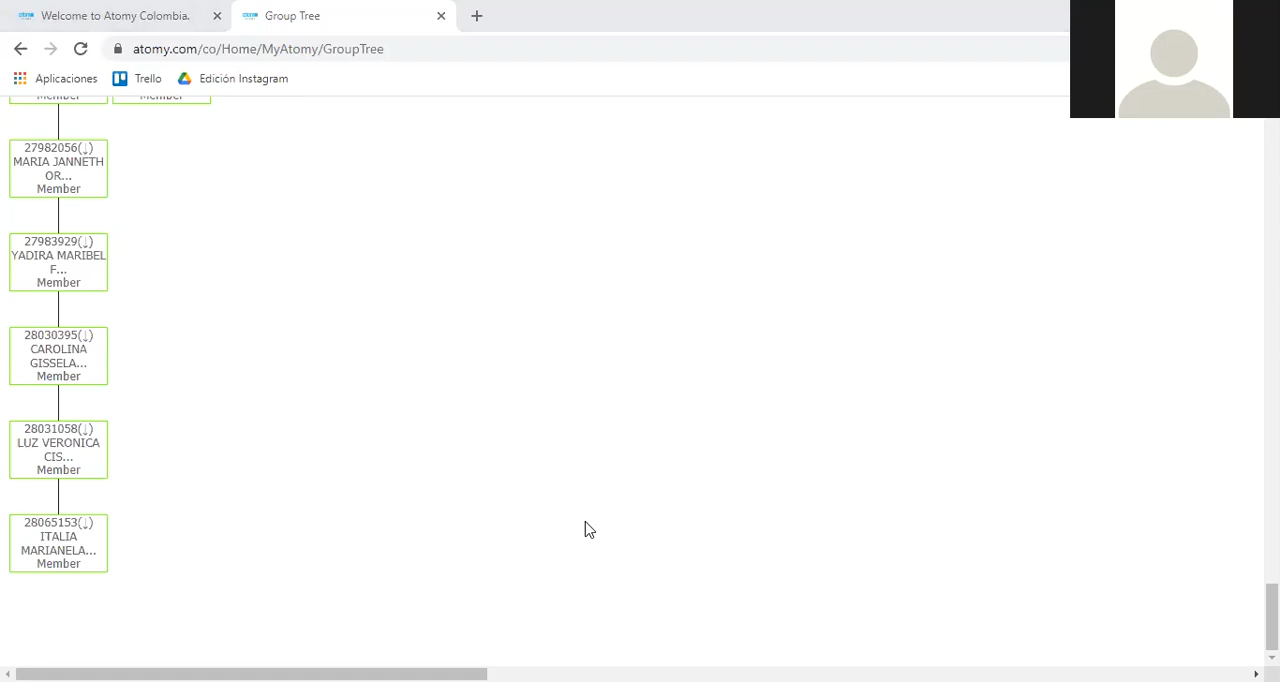 Welcome to Atomy Colombia.
Group Tree
atomy.com/co/Home/MyAtomy/GroupTree
Aplicaciones
Trello
Edición Instagram
Member
Member
27982056(↓)
MARIA JANNETH
OR...
Member
27983929(↓)
YADIRA MARIBEL
F...
Member
28030395(↓)
CAROLINA
GISSELA...
Member
28031058(↓)
LUZ VERONICA
CIS...
Member
28065153(↓)
ITALIA
MARIANELA...
Member